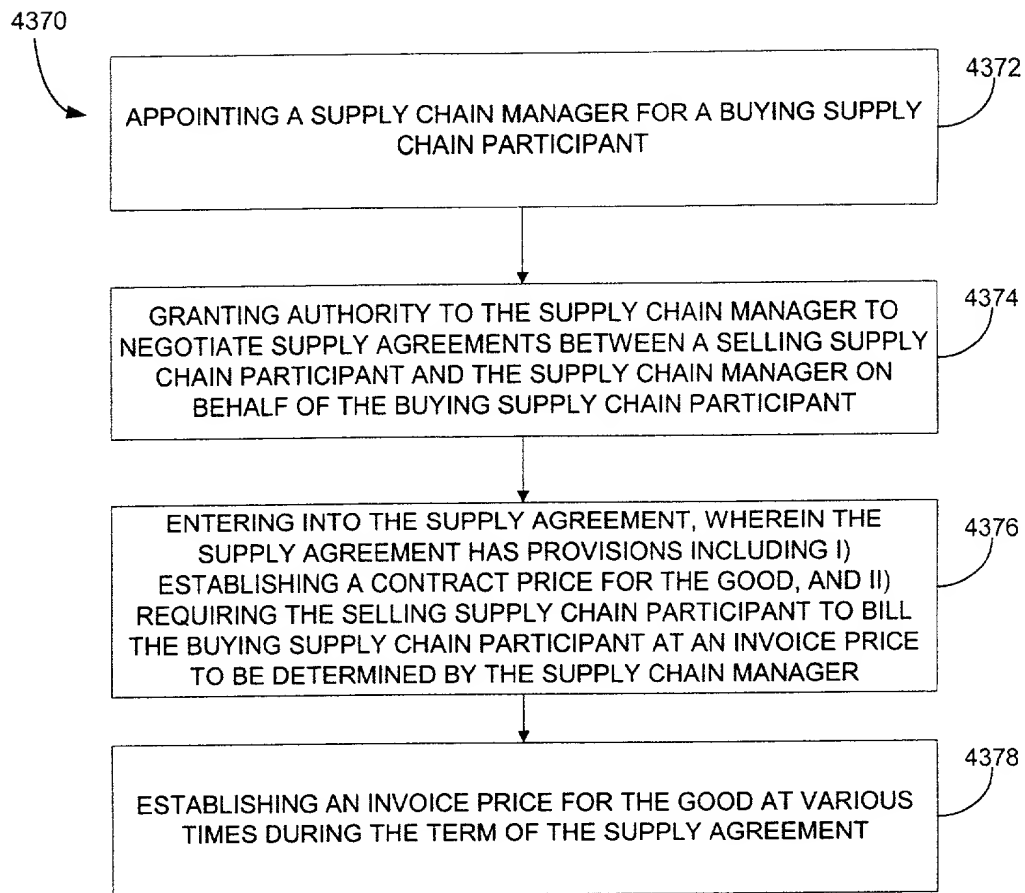 4370
4372
APPOINTING A SUPPLY CHAIN MANAGER FOR A BUYING SUPPLY
CHAIN PARTICIPANT
4374
GRANTING AUTHORITY TO THE SUPPLY CHAIN MANAGER TO
NEGOTIATE SUPPLY AGREEMENTS BETWEEN A SELLING SUPPLY
CHAIN PARTICIPANT AND THE SUPPLY CHAIN MANAGER ON
BEHALF OF THE BUYING SUPPLY CHAIN PARTICIPANT
4376
ENTERING INTO THE SUPPLY AGREEMENT, WHEREIN THE
SUPPLY AGREEMENT HAS PROVISIONS INCLUDING I)
ESTABLISHING A CONTRACT PRICE FOR THE GOOD, AND II)
REQUIRING THE SELLING SUPPLY CHAIN PARTICIPANT TO BILL
THE BUYING SUPPLY CHAIN PARTICIPANT AT AN INVOICE PRICE
TO BE DETERMINED BY THE SUPPLY CHAIN MANAGER
4378
ESTABLISHING AN INVOICE PRICE FOR THE GOOD AT VARIOUS
TIMES DURING THE TERM OF THE SUPPLY AGREEMENT